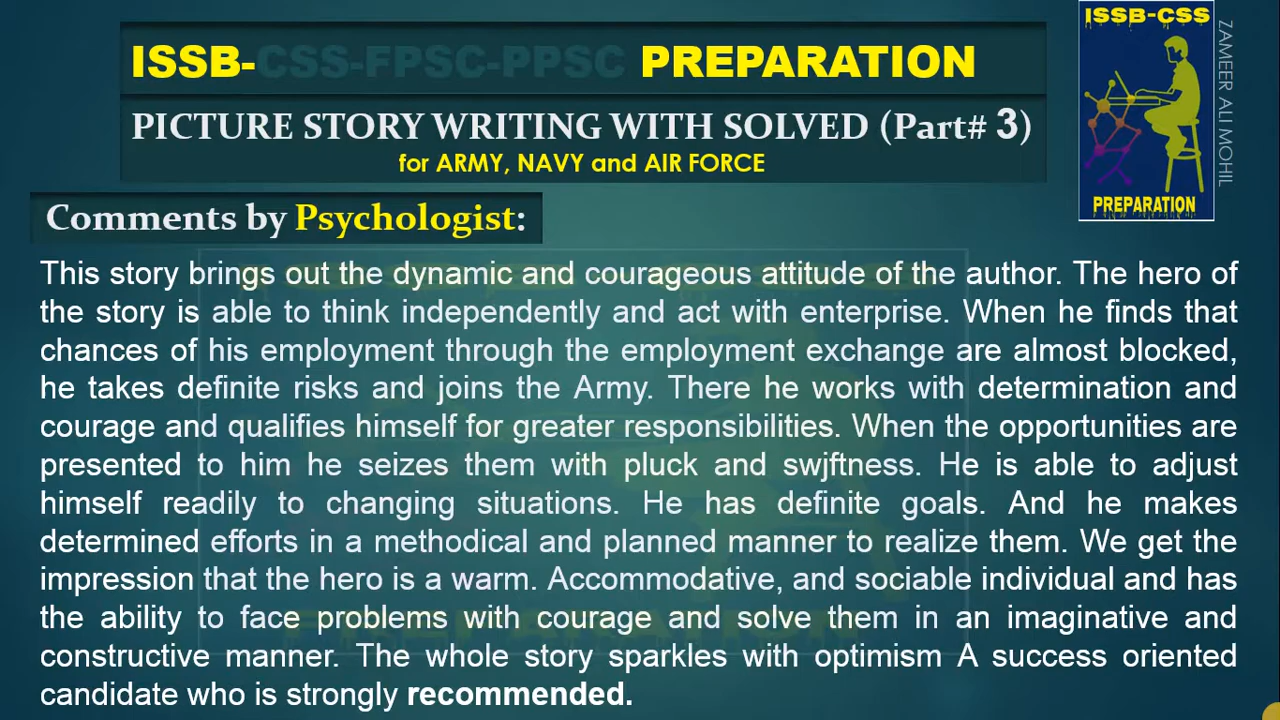 ISSB-CSS-FPSC-PPSC PREPARATION
PICTURE STORY WRITING WITH SOLVED (Part# 3)
for ARMY, NAVY and AIR FORCE
ISSB-CSS
PREPARATION
ZAMEER ALI MOHIL
Comments by Psychologist:
This story brings out the dynamic and courageous attitude of the author. The hero of
the story is able to think independently and act with enterprise. When he finds that
chances of his employment through the employment exchange are almost blocked,
he takes definite risks and joins the Army. There he works with determination and
courage and qualifies himself for greater responsibilities. When the opportunities are
presented to him he seizes them with pluck and swjftness. He is able to adjust
himself readily to changing situations. He has definite goals. And he makes
determined efforts in a methodical and planned manner to realize them. We get the
impression that the hero is a warm. Accommodative, and sociable individual and has
the ability to face problems with courage and solve them in an imaginative and
constructive manner. The whole story sparkles with optimism A success oriented
candidate who is strongly recommended.